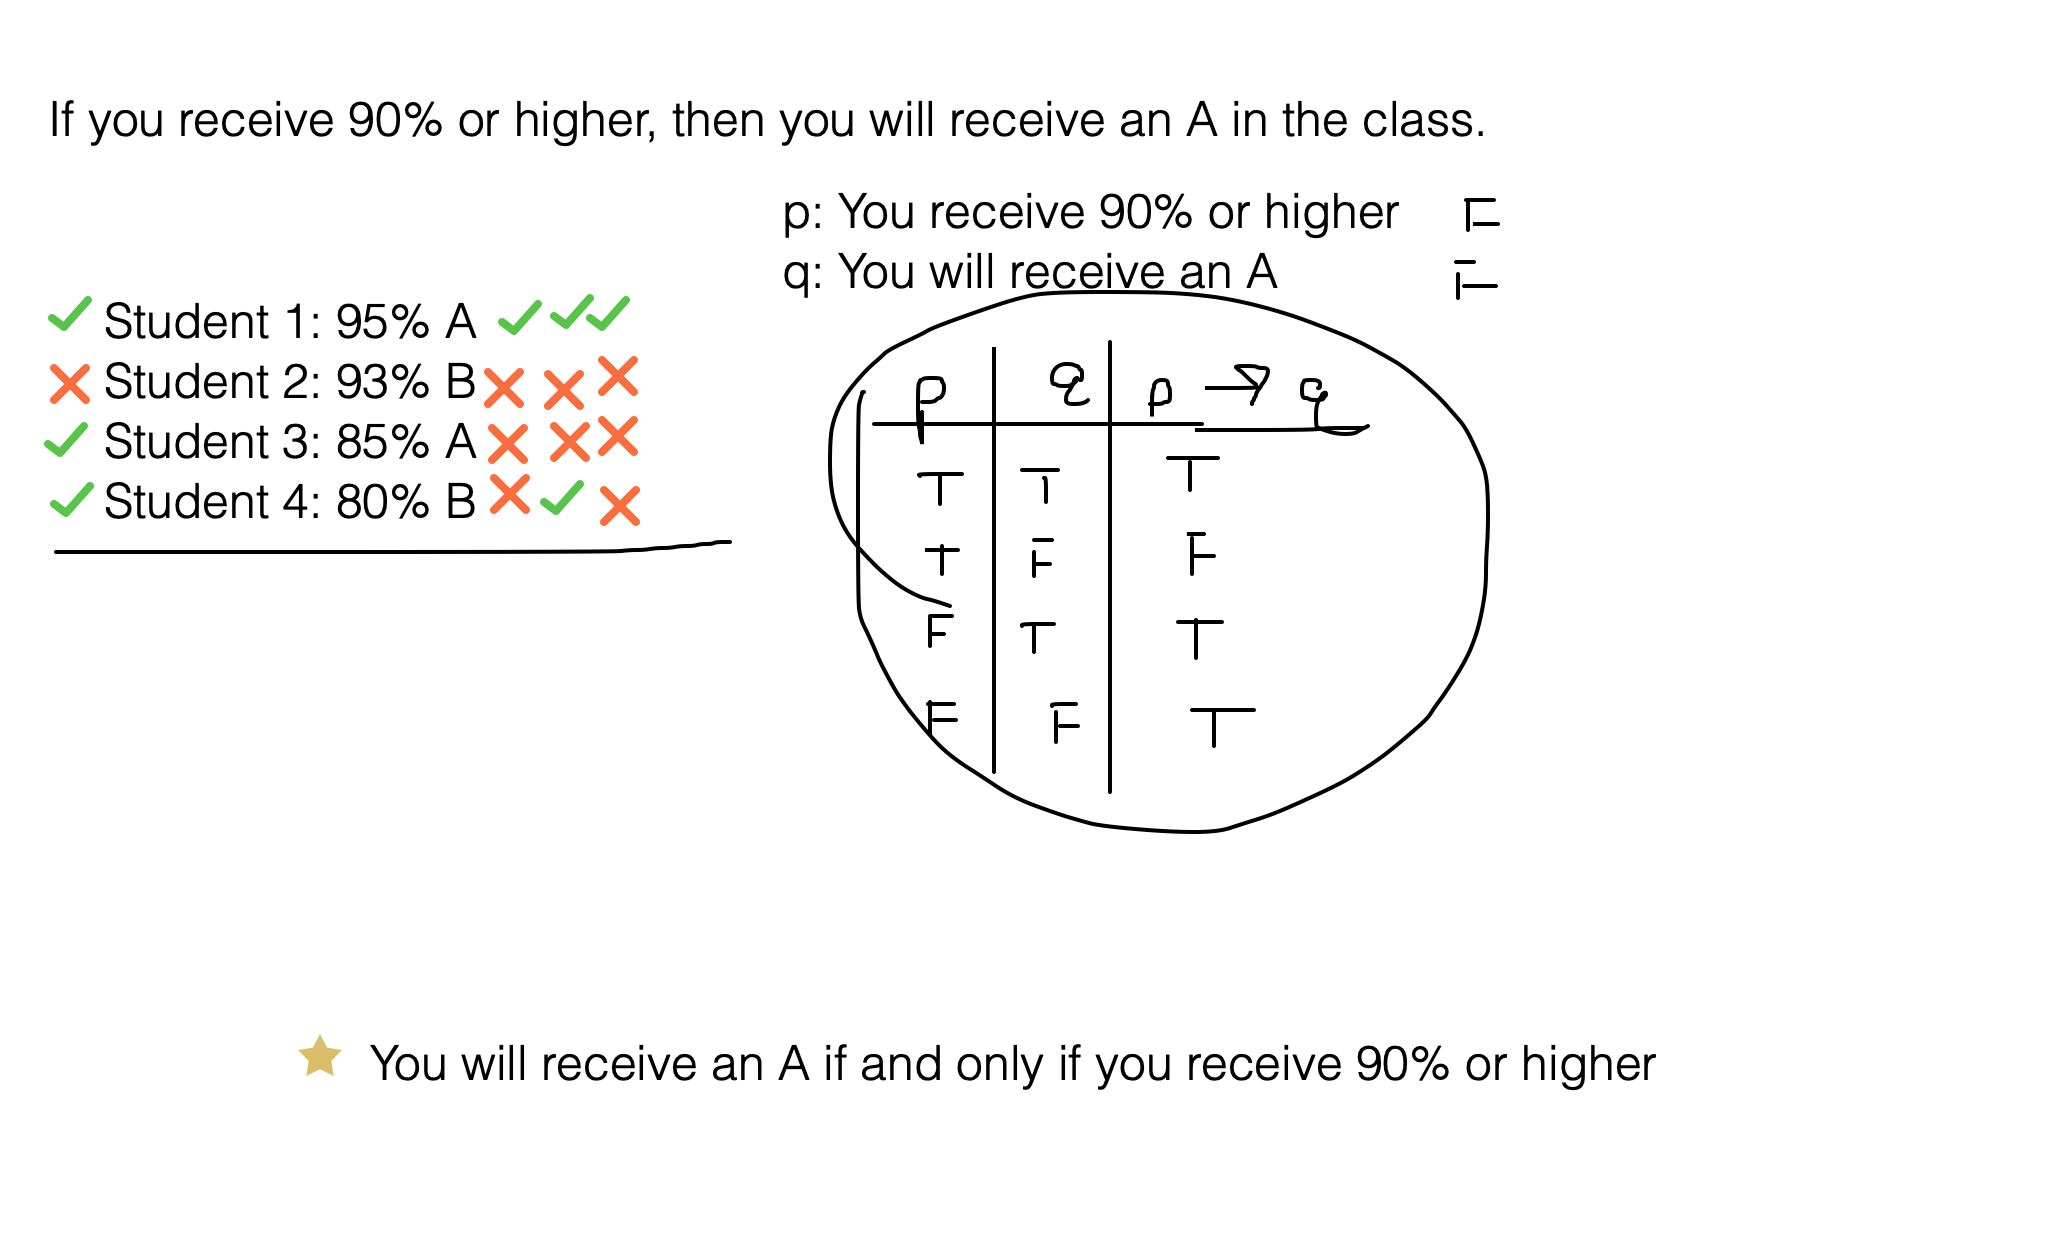 If you receive 90% or higher, then you will receive an A in the class.
p: You receive 90% or higher F
q: You will receive an A F
Student 1: 95% A
Student 2: 93% B
Student 3: 85% A
Student 4: 80% B
p q p → q
T T T
T F F
F T T
F F T
You will receive an A if and only if you receive 90% or higher